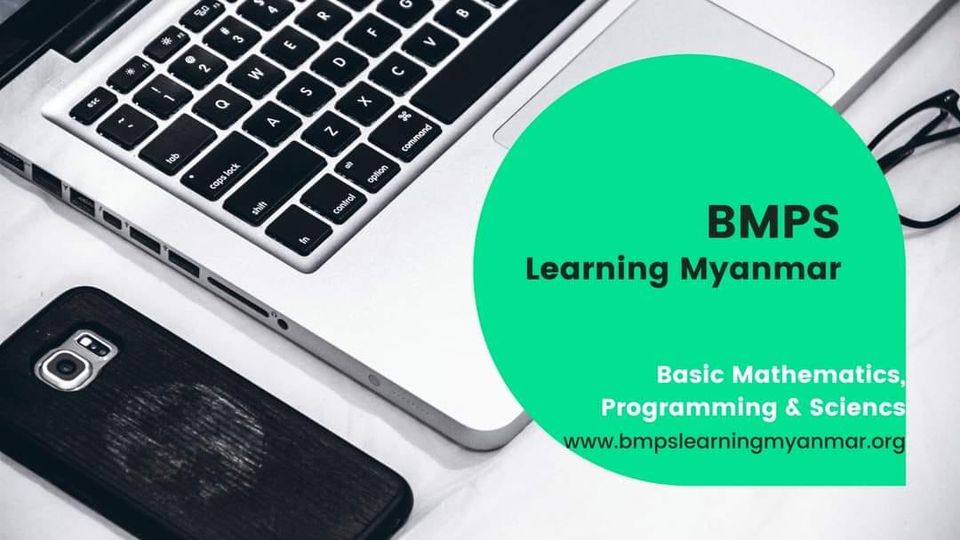 esc
! 1
@ 2
# 3
$ 4
~ `
Q
W
E
R
tab
A
S
D
F
G
caps lock
Z
X
C
V
B
shift
fn
control
alt option
⌘ command
BMPS
Learning Myanmar
Basic Mathematics,
Programming & Sciencs
www.bmpslearningmyanmar.org